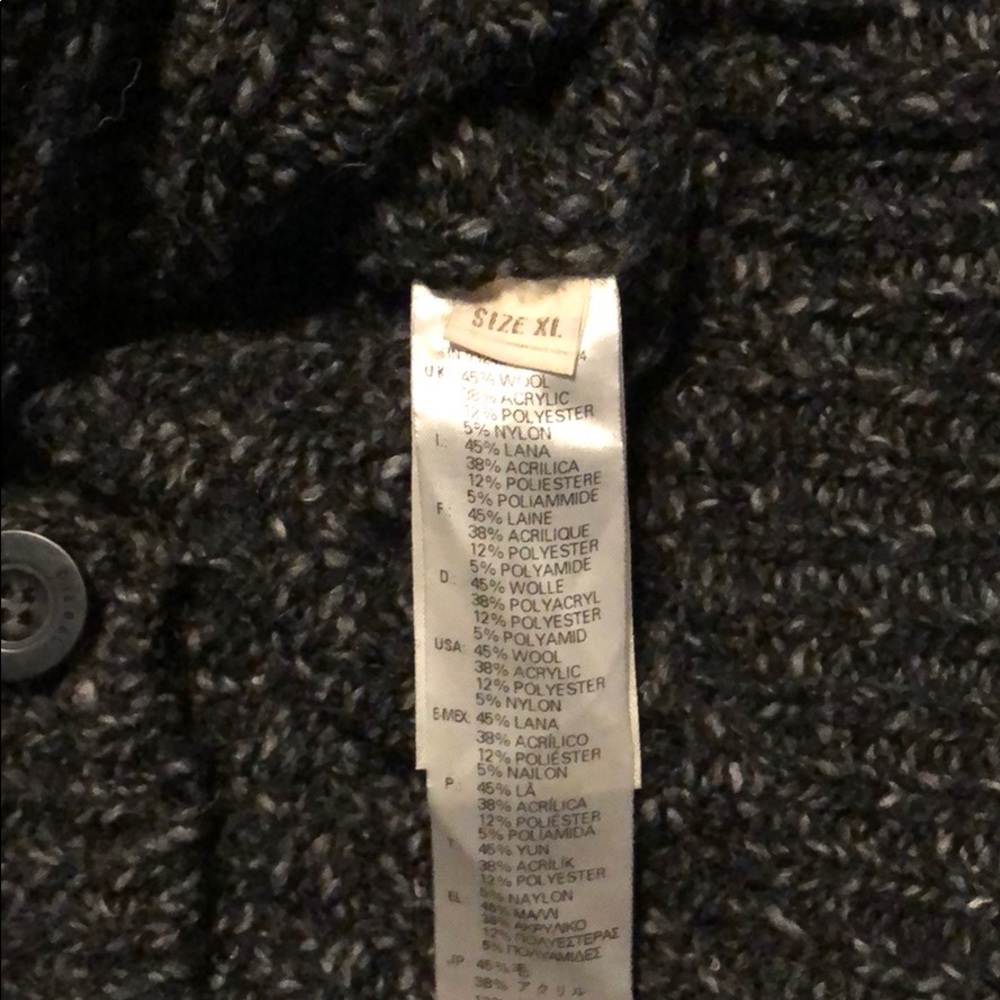 SIZE XL
UK 45% WOOL
38% ACRYLIC
12% POLYESTER
5% NYLON
I. 45% LANA
38% ACRILICA
12% POLIESTERE
5% POLIAMMIDE
F. 45% LAINE
38% ACRILIQUE
12% POLYESTER
5% POLYAMIDE
D. 45% WOLLE
38% POLYACRYL
12% POLYESTER
5% POLYAMID
USA: 45% WOOL
38% ACRYLIC
12% POLYESTER
5% NYLON
E-MEX. 45% LANA
38% ACRÍLICO
12% POLIÉSTER
5% NAILON
P. 45% LÃ
38% ACRÍLICA
12% POLIÉSTER
5% POLIAMIDA
T. 45% YUN
38% ACRİLİK
12% POLYESTER
5% NAYLON
EL 45% ΜΑΛΛΙ
38% ΑΚΡΥΛΙΚΟ
12% ΠΟΛΥΕΣΤΕΡΑΣ
5% ΠΟΛΥΑΜΙΔΕΣ
JP 45% 毛
38% アクリル